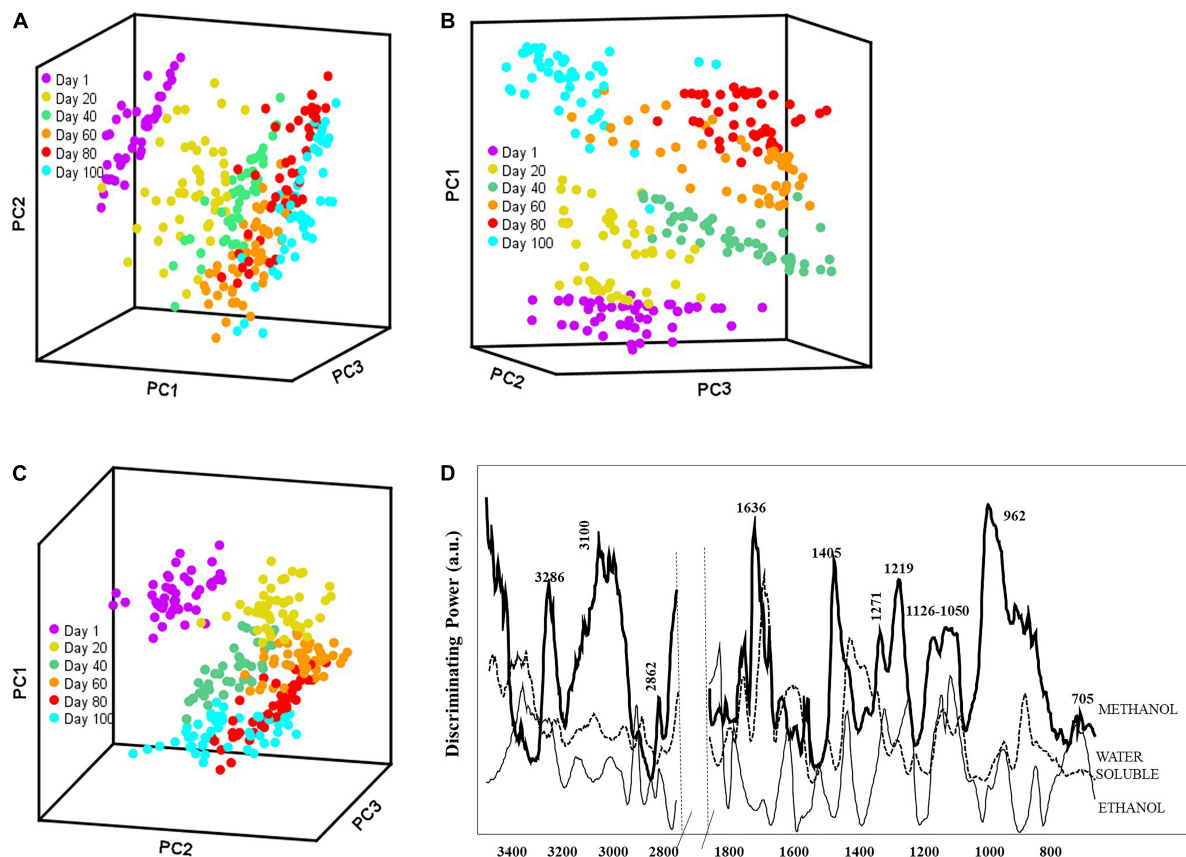 A
Day 1
Day 20
Day 40
Day 60
Day 80
Day 100
PC2
PC1
PC3
B
Day 1
Day 20
Day 40
Day 60
Day 80
Day 100
PC1
PC2
PC3
C
Day 1
Day 20
Day 40
Day 60
Day 80
Day 100
PC1
PC2
PC3
D
Discriminating Power (a.u.)
3286
3100
2862
1636
1405
1271
1219
1126-1050
962
705
METHANOL
WATER
SOLUBLE
ETHANOL
3400 3200 3000 2800 1800 1600 1400 1200 1000 800